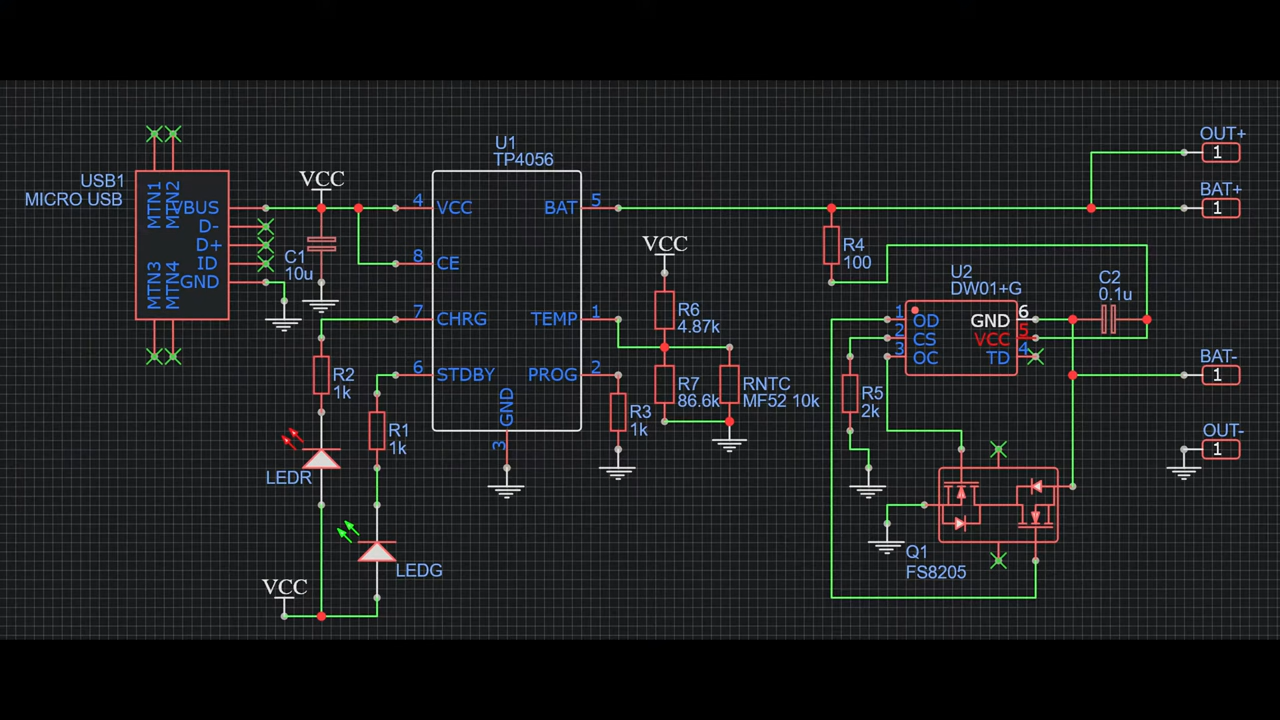 USB1
MICRO USB
MTN1
MTN2
MTN3
MTN4
VBUS
D-
D+
ID
GND
VCC
C1
10u
U1
TP4056
4
VCC
8
CE
7
CHRG
6
STDBY
BAT
5
TEMP
1
PROG
2
GND
3
R2
1k
R1
1k
LEDR
LEDG
VCC
VCC
R6
4.87k
R7
86.6k
RNTC
MF52 10k
R3
1k
R4
100
U2
DW01+G
1
OD
2
CS
3
OC
GND
6
VCC
5
TD
4
C2
0.1u
R5
2k
Q1
FS8205
OUT+
1
BAT+
1
BAT-
1
OUT-
1